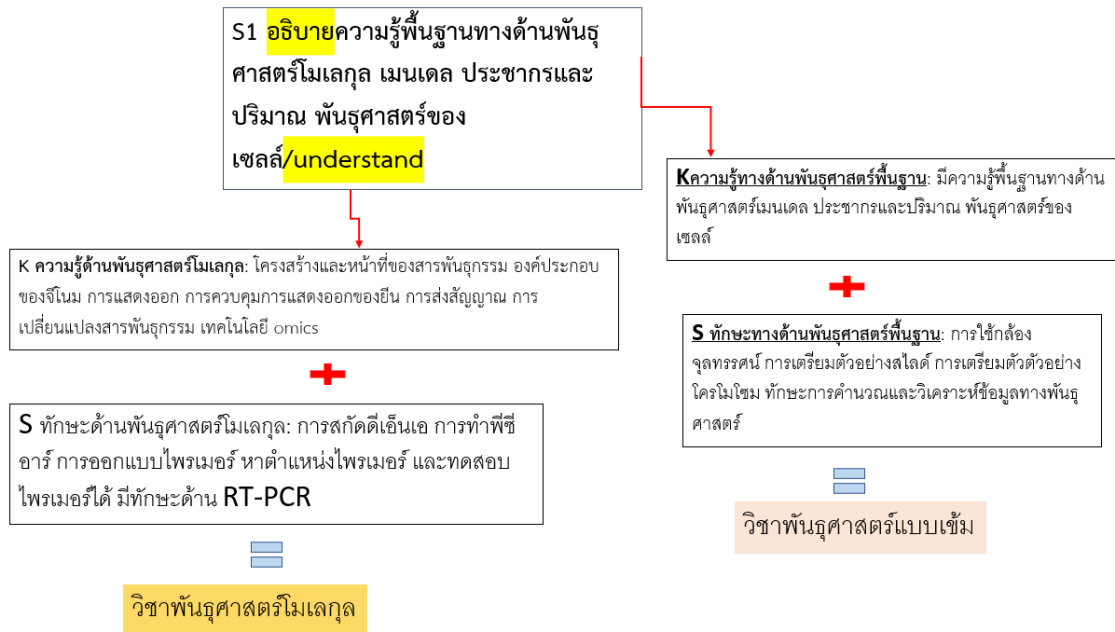 S1 อธิบายความรู้พื้นฐานทางด้านพันธุ
ศาสตร์โมเลกุล เมนเดล ประชากรและ
ปริมาณ พันธุศาสตร์ของ
เซลล์/understand
K ความรู้ด้านพันธุศาสตร์โมเลกุล: โครงสร้างและหน้าที่ของสารพันธุกรรม องค์ประกอบ
ของจีโนม การแสดงออก การควบคุมการแสดงออกของยีน การส่งสัญญาณ การ
เปลี่ยนแปลงสารพันธุกรรม เทคโนโลยี omics
S ทักษะด้านพันธุศาสตร์โมเลกุล: การสกัดดีเอ็นเอ การทำพีซี
อาร์ การออกแบบไพรเมอร์ หาตำแหน่งไพรเมอร์ และทดสอบ
ไพรเมอร์ได้ มีทักษะด้าน RT-PCR
วิชาพันธุศาสตร์โมเลกุล
Kความรู้ทางด้านพันธุศาสตร์พื้นฐาน: มีความรู้พื้นฐานทางด้าน
พันธุศาสตร์เมนเดล ประชากรและปริมาณ พันธุศาสตร์ของ
เซลล์
S ทักษะทางด้านพันธุศาสตร์พื้นฐาน: การใช้กล้อง
จุลทรรศน์ การเตรียมตัวอย่างสไลด์ การเตรียมตัวตัวอย่าง
โครโมโซม ทักษะการคำนวณและวิเคราะห์ข้อมูลทางพันธุ
ศาสตร์
วิชาพันธุศาสตร์แบบเข้ม